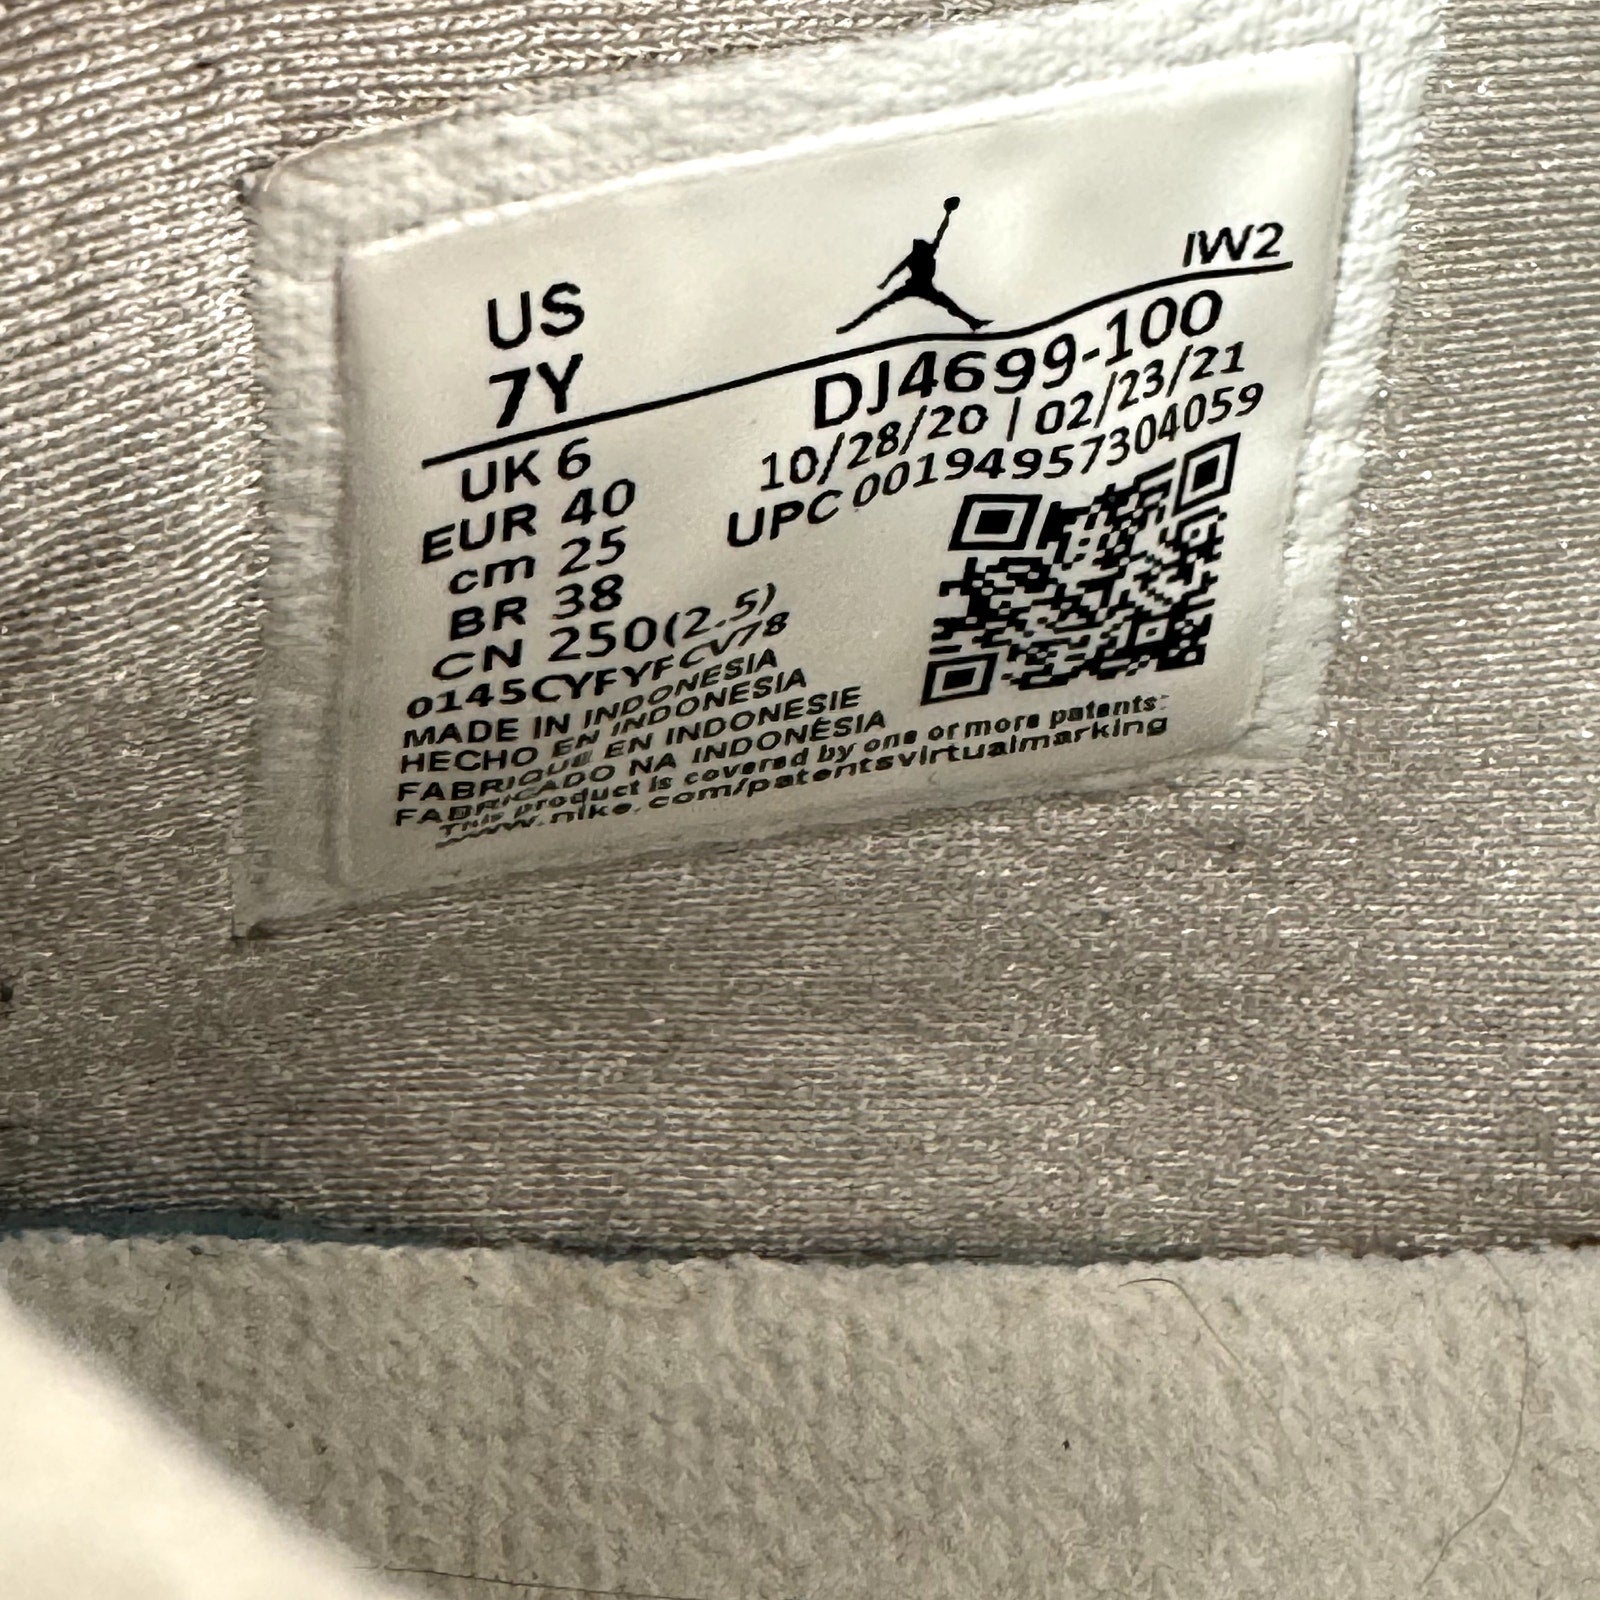 US
7Y
IW2
DJ4699-100
10/28/20 | 02/23/21
UPC 00194957304059
UK 6
EUR 40
cm 25
BR 38
CN 250(2.5)
0145CYFYFCV78
MADE IN INDONESIA
HECHO EN INDONESIA
FABRIQUE EN INDONESIE
FABRICADO NA INDONÉSIA
This product is covered by one or more patents:
www.nike.com/patentsvirtualmarking